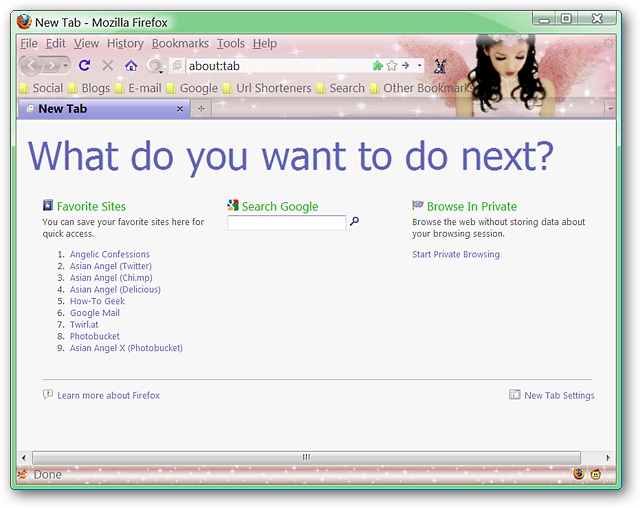 New Tab - Mozilla Firefox
File Edit View History Bookmarks Tools Help
about:tab
Social Blogs E-mail Google Url Shorteners Search Other Bookmarks
New Tab
What do you want to do next?
Favorite Sites
You can save your favorite sites here for
quick access.
1. Angelic Confessions
2. Asian Angel (Twitter)
3. Asian Angel (Chi.mp)
4. Asian Angel (Delicious)
5. How-To Geek
6. Google Mail
7. Twirl.at
8. Photobucket
9. Asian Angel X (Photobucket)
Search Google
Browse In Private
Browse the web without storing data about
your browsing session.
Start Private Browsing
Learn more about Firefox
New Tab Settings
Done